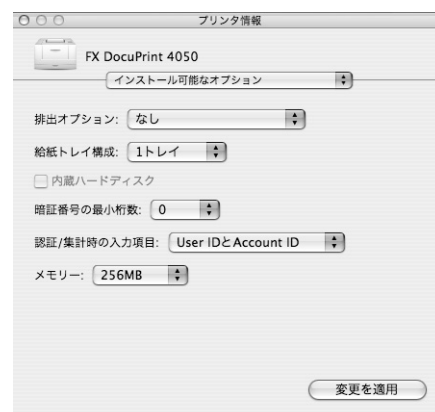 プリンタ情報
FX DocuPrint 4050
インストール可能なオプション
排出オプション: なし
給紙トレイ構成: 1トレイ
内蔵ハードディスク
暗証番号の最小桁数: 0
認証/集計時の入力項目: User IDとAccount ID
メモリー: 256MB
変更を適用